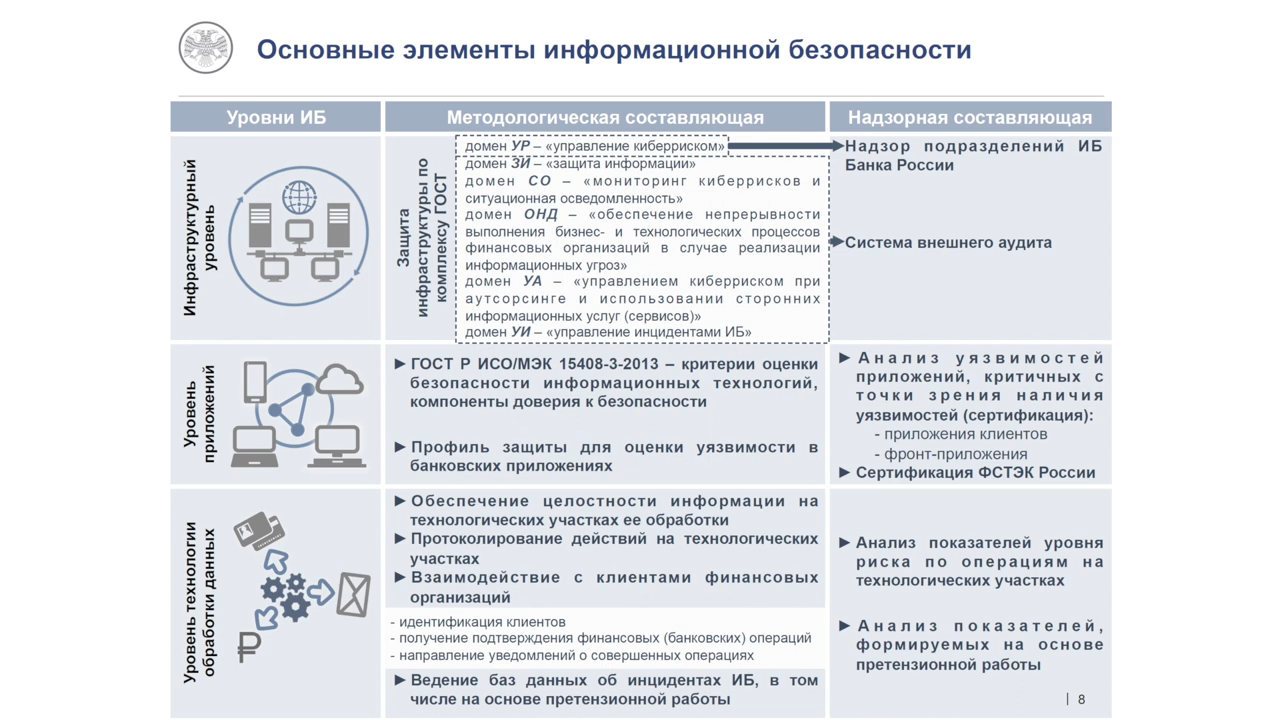 Основные элементы информационной безопасности
Уровни ИБ
Методологическая составляющая
Надзорная составляющая
Инфраструктурный
уровень
Защита
инфраструктуры по
комплексу ГОСТ
домен УР – «управление киберриском»
домен ЗИ – «защита информации»
домен СО – «мониторинг киберрисков и
ситуационная осведомленность»
домен ОНД – «обеспечение непрерывности
выполнения бизнес- и технологических процессов
финансовых организаций в случае реализации
информационных угроз»
домен УА – «управлением киберриском при
аутсорсинге и использовании сторонних
информационных услуг (сервисов)»
домен УИ – «управление инцидентами ИБ»
Надзор подразделений ИБ
Банка России
Система внешнего аудита
Уровень
приложений
► ГОСТ Р ИСО/МЭК 15408-3-2013 – критерии оценки
безопасности информационных технологий,
компоненты доверия к безопасности
► Профиль защиты для оценки уязвимости в
банковских приложениях
► Анализ уязвимостей
приложений, критичных с
точки зрения наличия
уязвимостей (сертификация):
- приложения клиентов
- фронт-приложения
► Сертификация ФСТЭК России
Уровень технологии
обработки данных
₽
► Обеспечение целостности информации на
технологических участках ее обработки
► Протоколирование действий на технологических
участках
► Взаимодействие с клиентами финансовых
организаций
- идентификация клиентов
- получение подтверждения финансовых (банковских) операций
- направление уведомлений о совершенных операциях
► Ведение баз данных об инцидентах ИБ, в том
числе на основе претензионной работы
► Анализ показателей уровня
риска по операциям на
технологических участках
► Анализ показателей,
формируемых на основе
претензионной работы
| 8